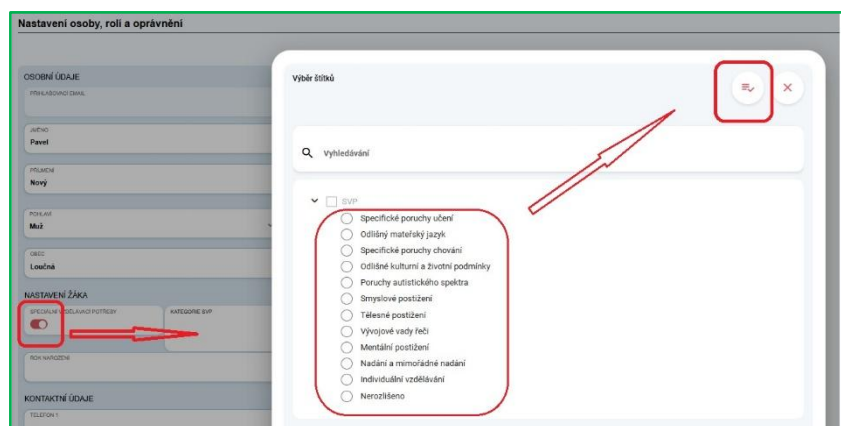 Nastavení osoby, rolí a oprávnění
OSOBNÍ ÚDAJE
PŘIHLAŠOVACÍ EMAIL
JMÉNO
Pavel
PŘÍJMENÍ
Nový
POHLAVÍ
Muž
OBEC
Loučná
NASTAVENÍ ŽÁKA
SPECIÁLNÍ VZDĚLÁVACÍ POTŘEBY
KATEGORIE SVP
ROK NAROZENÍ
KONTAKTNÍ ÚDAJE
TELEFON 1
Výběr štítků
Vyhledávání
SVP
Specifické poruchy učení
Odlišný mateřský jazyk
Specifické poruchy chování
Odlišné kulturní a životní podmínky
Poruchy autistického spektra
Smyslové postižení
Tělesné postižení
Vývojové vady řeči
Mentální postižení
Nadání a mimořádné nadání
Individuální vzdělávání
Nerozlišeno